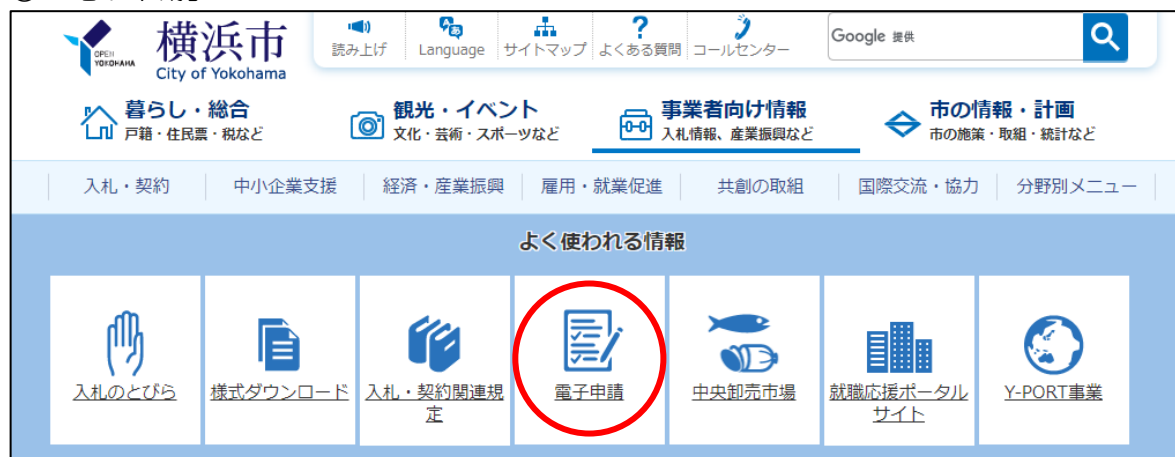 OPEN
YOKOHAMA
横浜市
City of Yokohama
読み上げ
Language
サイトマップ
よくある質問
コールセンター
Google 提供
暮らし・総合
戸籍・住民票・税など
観光・イベント
文化・芸術・スポーツなど
事業者向け情報
入札情報、産業振興など
市の情報・計画
市の施策・取組・統計など
入札・契約
中小企業支援
経済・産業振興
雇用・就業促進
共創の取組
国際交流・協力
分野別メニュー
よく使われる情報
入札のとびら
様式ダウンロード
入札・契約関連規
定
電子申請
中央卸売市場
就職応援ポータル
サイト
Y-PORT事業